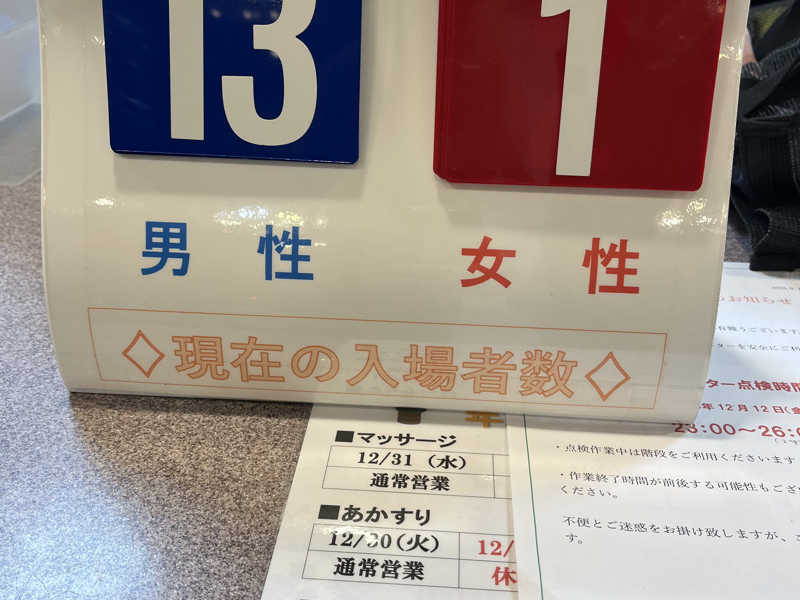 13
1
男性
女性
◇現在の入場者数◇
年
■マッサージ
12/31（水）
通常営業
■あかすり
12/30(火)
12/
通常営業
休
お知らせ
点検時間
年12月12日(金
23:00～26:0
・点検作業中は階段をご利用くださいます
・作業終了時間が前後する可能性もござ
ください。
不便とご迷惑をお掛け致しますが、
す。